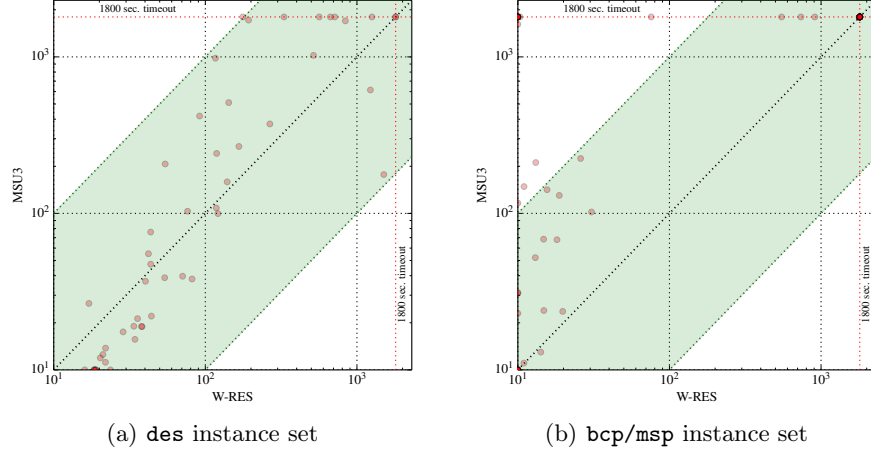 1800 sec. timeout
10^3
10^2
10^1
MSU3
1800 sec. timeout
10^1
10^2
10^3
W-RES
(a) des instance set
1800 sec. timeout
10^3
10^2
10^1
MSU3
1800 sec. timeout
10^1
10^2
10^3
W-RES
(b) bcp/msp instance set